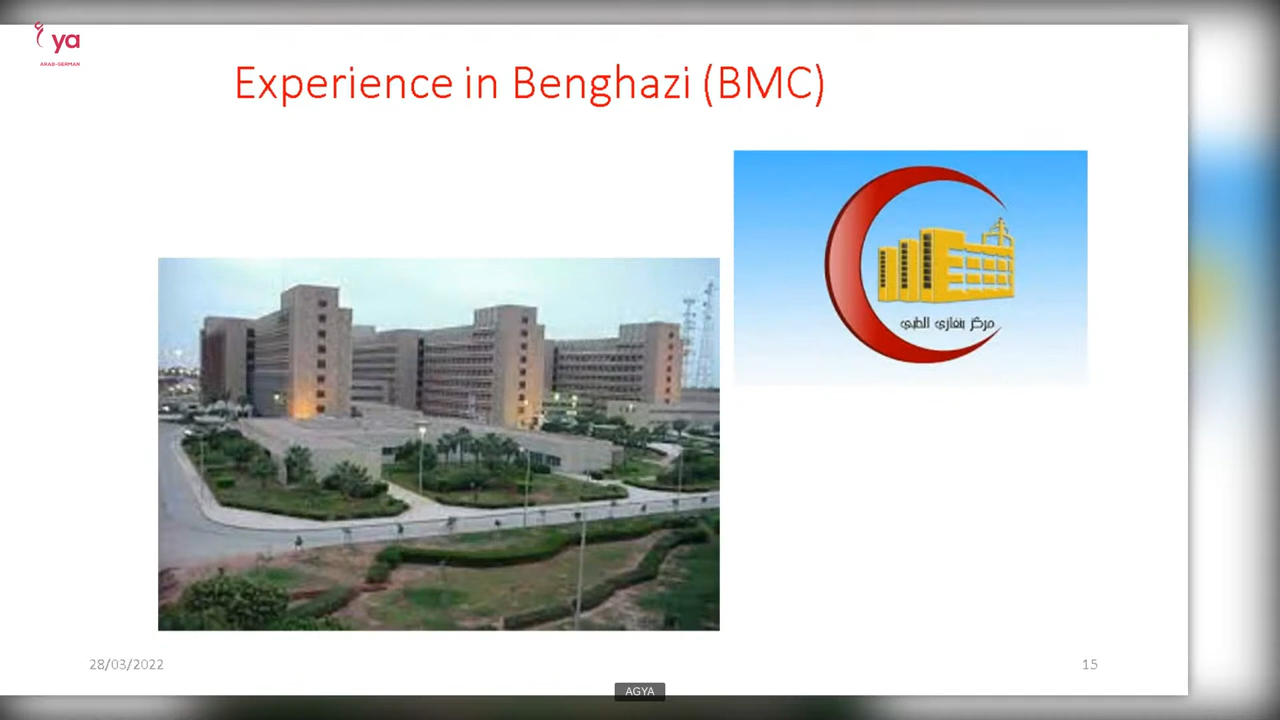 ya
ARAB-GERMAN
Experience in Benghazi (BMC)
مركز بنغازي الطبي
28/03/2022
15
AGYA